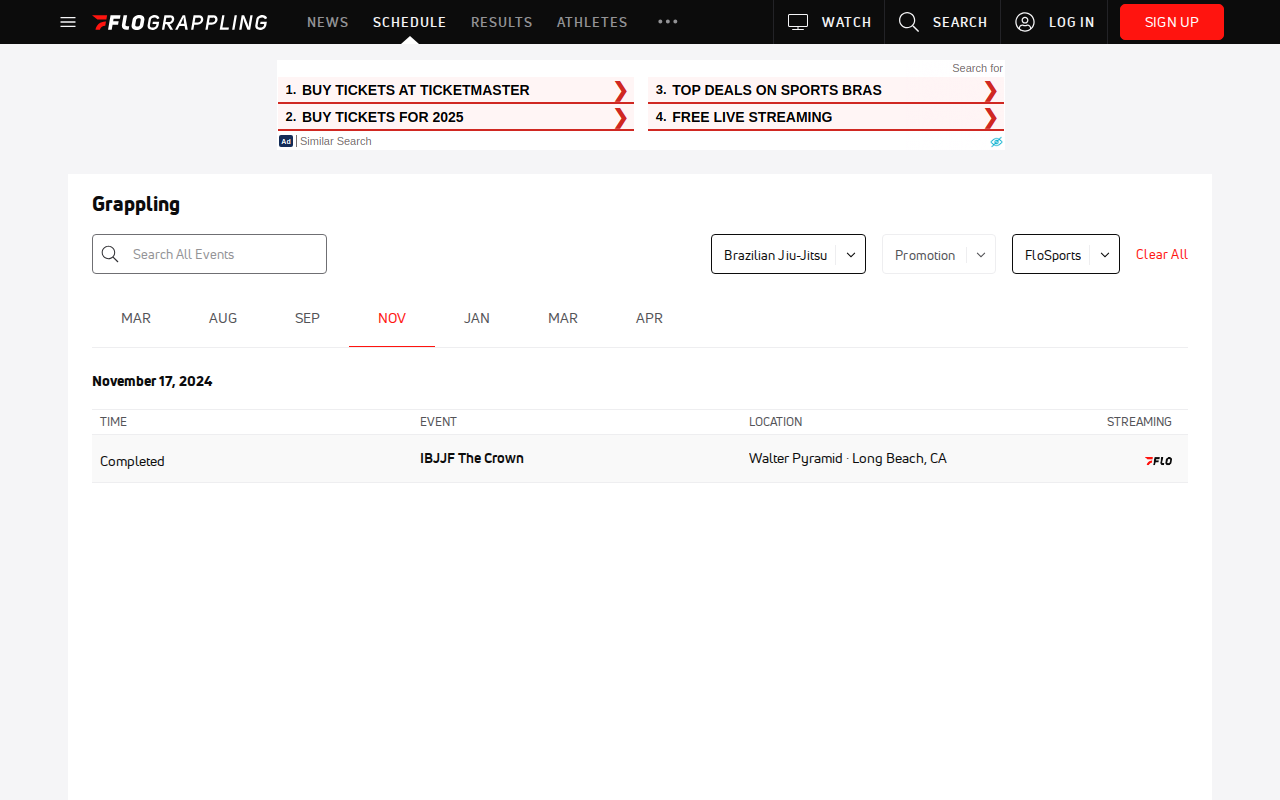 FLOGRAPPLING NEWS SCHEDULE RESULTS ATHLETES ••• WATCH SEARCH LOG IN SIGN UP
Search for
1. BUY TICKETS AT TICKETMASTER
2. BUY TICKETS FOR 2025
3. TOP DEALS ON SPORTS BRAS
4. FREE LIVE STREAMING
Ad | Similar Search
Grappling
Search All Events Brazilian Jiu-Jitsu Promotion FloSports Clear All
MAR AUG SEP NOV JAN MAR APR
November 17, 2024
TIME EVENT LOCATION STREAMING
Completed IBJJF The Crown Walter Pyramid · Long Beach, CA FLO